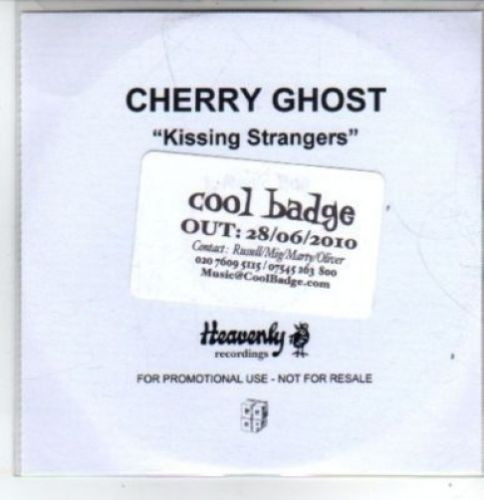 CHERRY GHOST
"Kissing Strangers"
cool badge
OUT: 28/06/2010
Contact: Russell/Mig/Marty/Oliver
020 7609 5115 / 07545 263 800
Music@CoolBadge.com
Heavenly
recordings
FOR PROMOTIONAL USE - NOT FOR RESALE